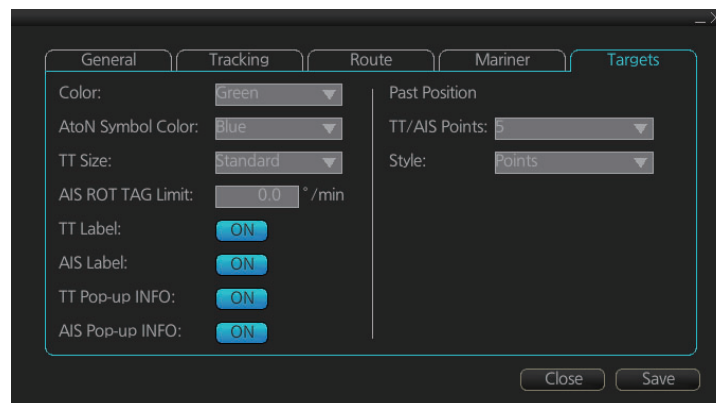 General Tracking Route Mariner Targets
Color: Green
AtoN Symbol Color: Blue
TT Size: Standard
AIS ROT TAG Limit: 0.0 °/min
TT Label: ON
AIS Label: ON
TT Pop-up INFO: ON
AIS Pop-up INFO: ON
Past Position
TT/AIS Points: 5
Style: Points
Close Save